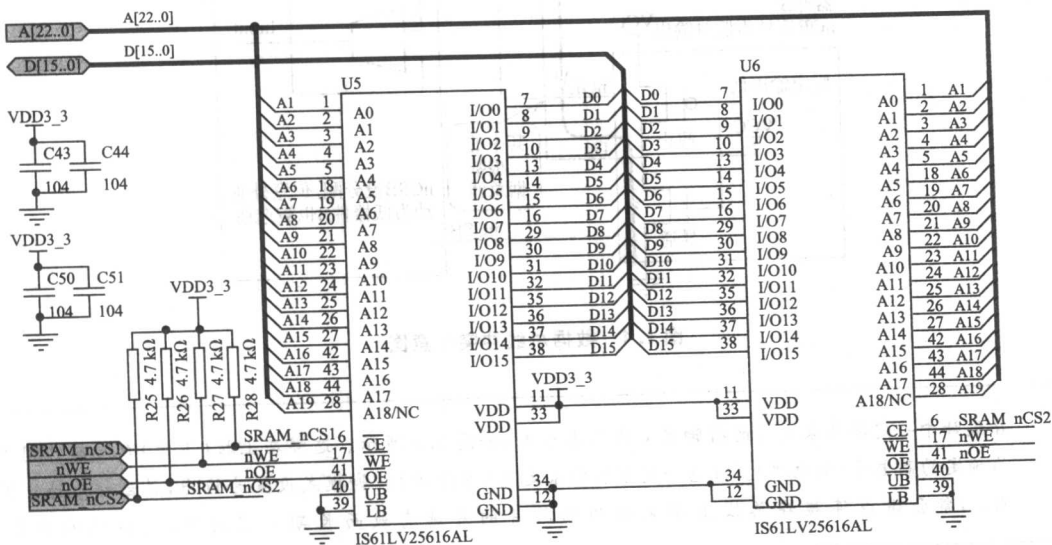 A[22..0] A[22..0]
D[15..0] D[15..0]
U5 U6
A1 1 A0 I/O0 7 D0 D0 7 I/O0 A0 1 A1
A2 2 A1 I/O1 8 D1 D1 8 I/O1 A1 2 A2
A3 3 A2 I/O2 9 D2 D2 9 I/O2 A2 3 A3
A4 4 A3 I/O3 10 D3 D3 10 I/O3 A3 4 A4
A5 5 A4 I/O4 13 D4 D4 13 I/O4 A4 5 A5
A6 18 A5 I/O5 14 D5 D5 14 I/O5 A5 18 A6
A7 19 A6 I/O6 15 D6 D6 15 I/O6 A6 19 A7
A8 20 A7 I/O7 16 D7 D7 16 I/O7 A7 20 A8
A9 21 A8 I/O8 29 D8 D8 29 I/O8 A8 21 A9
A10 22 A9 I/O9 30 D9 D9 30 I/O9 A9 22 A10
A11 23 A10 I/O10 31 D10 D10 31 I/O10 A10 23 A11
A12 24 A11 I/O11 32 D11 D11 32 I/O11 A11 24 A12
A13 25 A12 I/O12 35 D12 D12 35 I/O12 A12 25 A13
A14 26 A13 I/O13 36 D13 D13 36 I/O13 A13 26 A14
A15 27 A14 I/O14 37 D14 D14 37 I/O14 A14 27 A15
A16 42 A15 I/O15 38 D15 D15 38 I/O15 A15 42 A16
A17 43 A16 A16 43 A17
A18 44 A17 A17 44 A18
A19 28 A18/NC A18/NC 28 A19
VDD3_3
C43 C44
104 104
VDD3_3
C50 C51
104 104
VDD3_3
R25 4.7 kΩ
R26 4.7 kΩ
R27 4.7 kΩ
R28 4.7 kΩ
VDD3_3
11 VDD 11 VDD
33 VDD 33 VDD
SRAM_nCS1 SRAM_nCS1 6 CE CE 6 SRAM_nCS2
nWE nWE 17 WE WE 17 nWE
nOE nOE 41 OE OE 41 nOE
SRAM_nCS2 SRAM_nCS2 40 UB UB 40
39 LB LB 39
GND 34 34 GND
GND 12 12 GND
IS61LV25616AL IS61LV25616AL